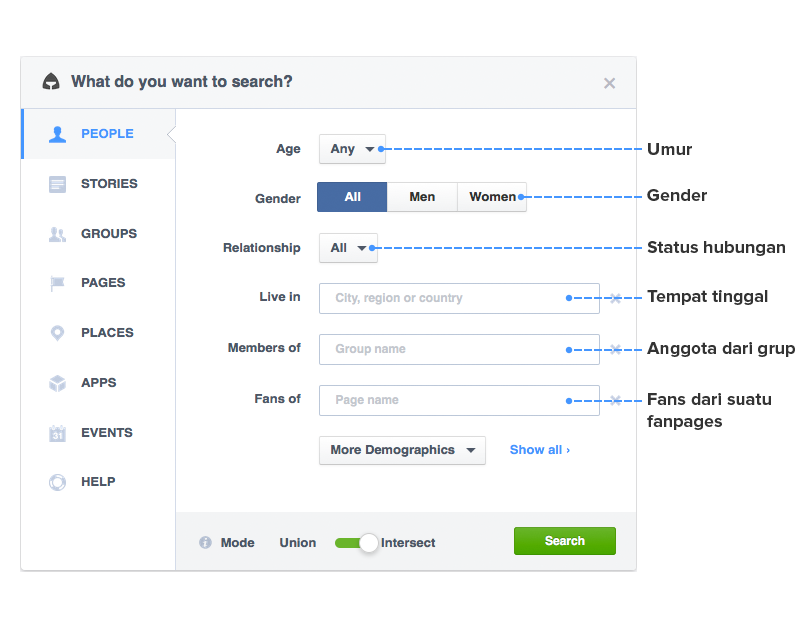 What do you want to search?
PEOPLE
STORIES
GROUPS
PAGES
PLACES
APPS
31
EVENTS
HELP
Age
Any
Umur
Gender
All
Men
Women
Gender
Relationship
All
Status hubungan
Live in
City, region or country
Tempat tinggal
Members of
Group name
Anggota dari grup
Fans of
Page name
Fans dari suatu
fanpages
More Demographics
Show all ›
Mode
Union
Intersect
Search